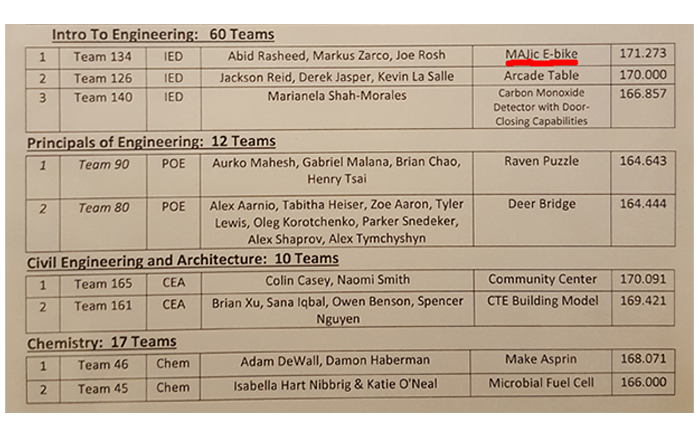 Intro To Engineering: 60 Teams
1 Team 134 IED Abid Rasheed, Markus Zarco, Joe Rosh MAJic E-bike 171.273
2 Team 126 IED Jackson Reid, Derek Jasper, Kevin La Salle Arcade Table 170.000
3 Team 140 IED Marianela Shah-Morales Carbon Monoxide 166.857
Detector with Door-
Closing Capabilities
Principals of Engineering: 12 Teams
1 Team 90 POE Aurko Mahesh, Gabriel Malana, Brian Chao, Raven Puzzle 164.643
Henry Tsai
2 Team 80 POE Alex Aarnio, Tabitha Heiser, Zoe Aaron, Tyler Deer Bridge 164.444
Lewis, Oleg Korotchenko, Parker Snedeker,
Alex Shaprov, Alex Tymchyshyn
Civil Engineering and Architecture: 10 Teams
1 Team 165 CEA Colin Casey, Naomi Smith Community Center 170.091
2 Team 161 CEA Brian Xu, Sana Iqbal, Owen Benson, Spencer CTE Building Model 169.421
Nguyen
Chemistry: 17 Teams
1 Team 46 Chem Adam DeWall, Damon Haberman Make Asprin 168.071
2 Team 45 Chem Isabella Hart Nibbrig & Katie O'Neal Microbial Fuel Cell 166.000